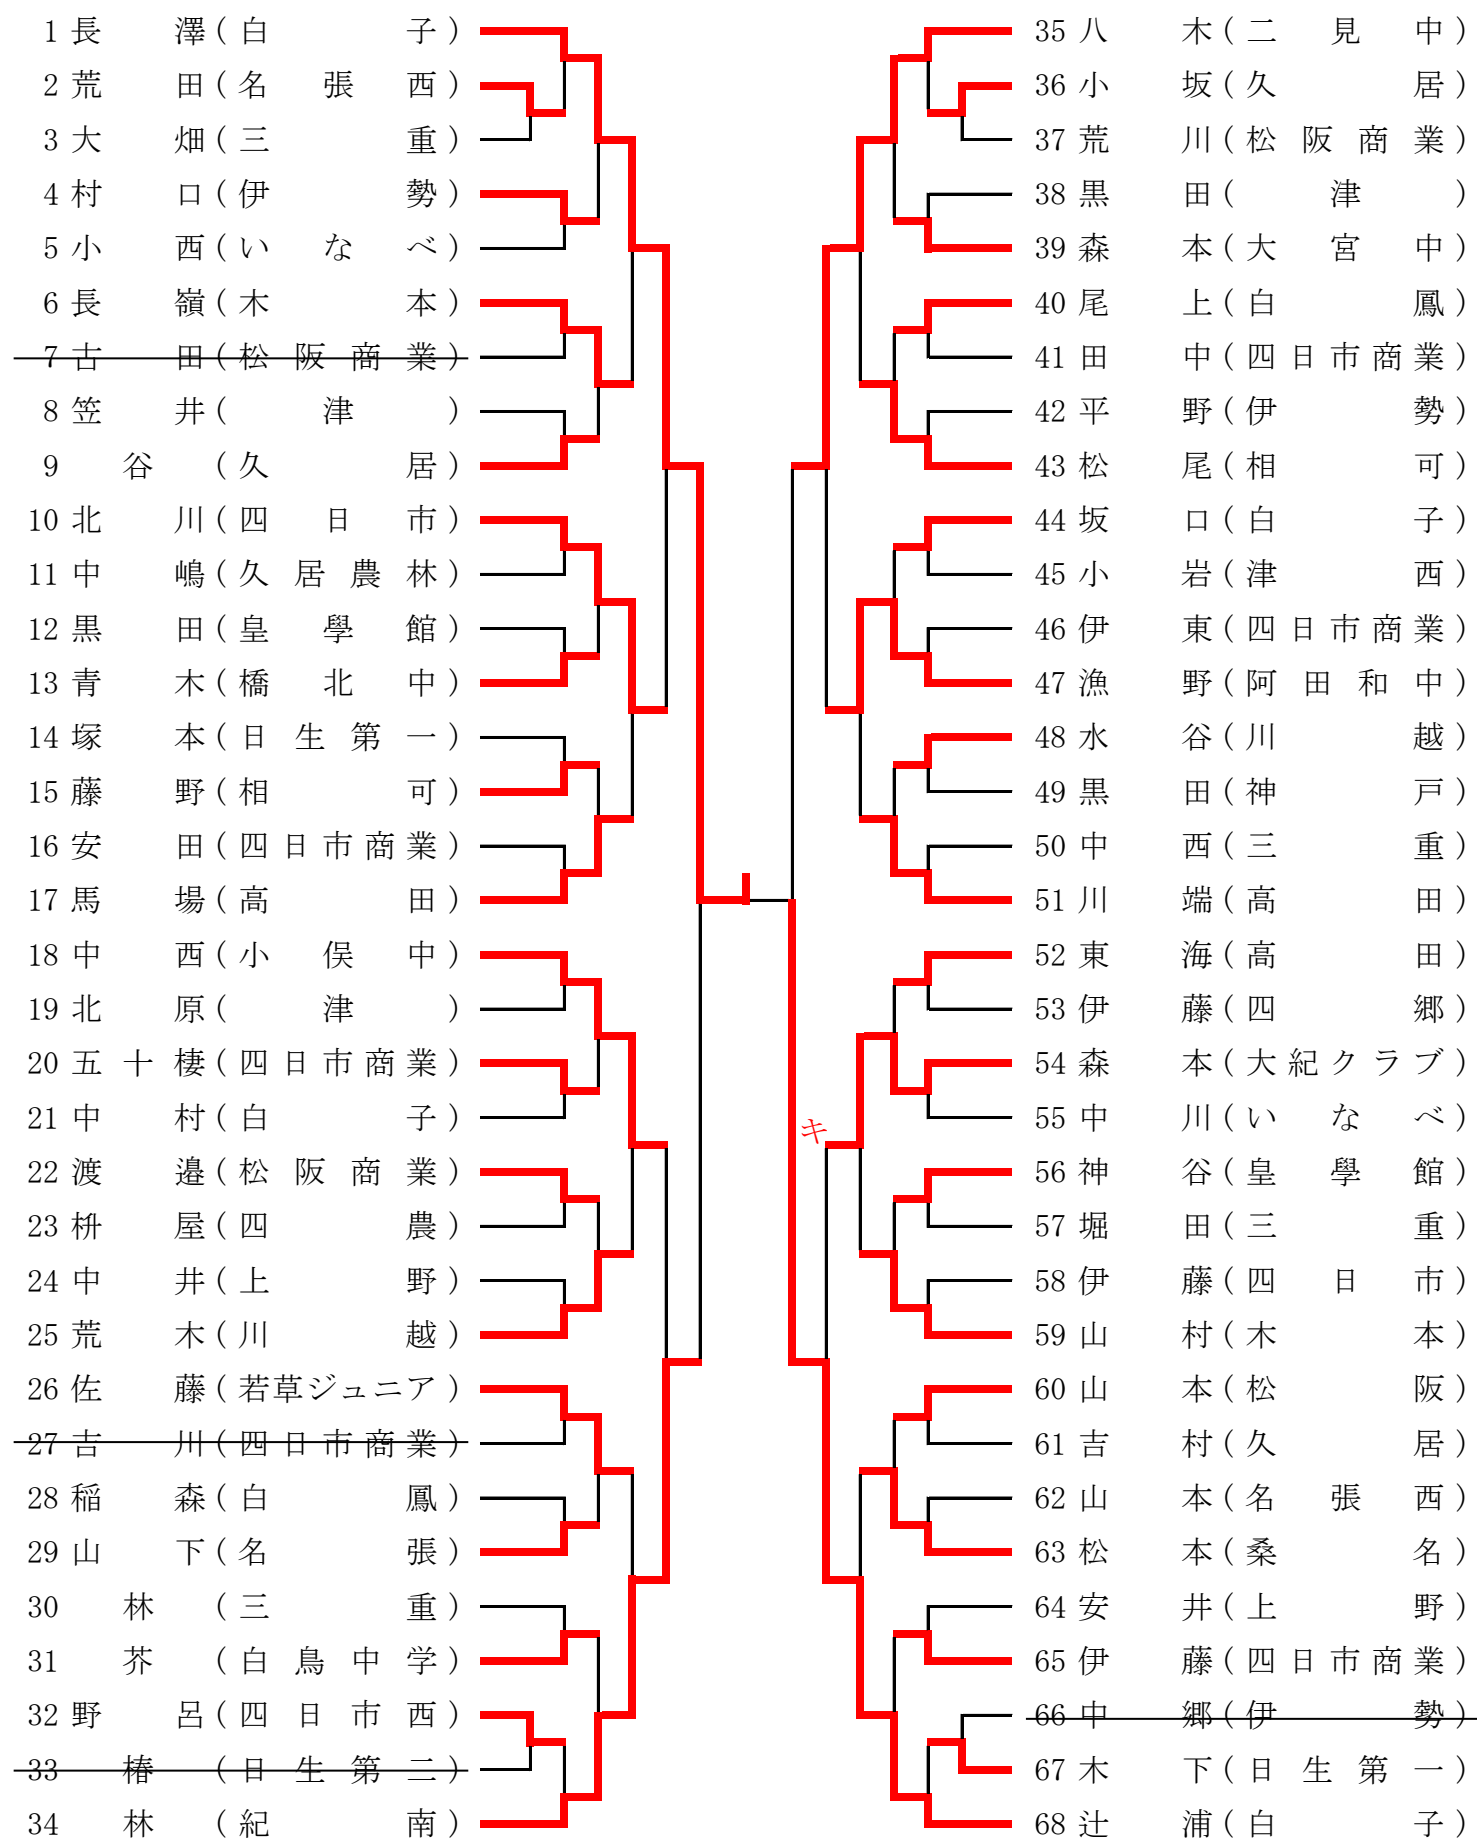 1 長澤(白子)
2 荒田(名張西)
3 大畑(三重)
4 村口(伊勢)
5 小西(いなべ)
6 長嶺(木本)
7 古田(松阪商業)
8 笠井(津)
9 谷(久居)
10 北川(四日市)
11 中嶋(久居農林)
12 黒田(皇學館)
13 青木(橋北中)
14 塚本(日生第一)
15 藤野(相可)
16 安田(四日市商業)
17 馬場(高田)
18 中西(小俣中)
19 北原(津)
20 五十棲(四日市商業)
21 中村(白子)
22 渡邉(松阪商業)
23 枡屋(四農)
24 中井(上野)
25 荒木(川越)
26 佐藤(若草ジュニア)
27 吉川(四日市商業)
28 稲森(白鳳)
29 山下(名張)
30 林(三重)
31 芥(白鳥中学)
32 野呂(四日市西)
33 椿(日生第二)
34 林(紀南)
キ
35 八木(二見中)
36 小坂(久居)
37 荒川(松阪商業)
38 黒田(津)
39 森本(大宮中)
40 尾上(白鳳)
41 田中(四日市商業)
42 平野(伊勢)
43 松尾(相可)
44 坂口(白子)
45 小岩(津西)
46 伊東(四日市商業)
47 漁野(阿田和中)
48 水谷(川越)
49 黒田(神戸)
50 中西(三重)
51 川端(高田)
52 東海(高田)
53 伊藤(四郷)
54 森本(大紀クラブ)
55 中川(いなべ)
56 神谷(皇學館)
57 堀田(三重)
58 伊藤(四日市)
59 山村(木本)
60 山本(松阪)
61 吉村(久居)
62 山本(名張西)
63 松本(桑名)
64 安井(上野)
65 伊藤(四日市商業)
66 中郷(伊勢)
67 木下(日生第一)
68 辻浦(白子)